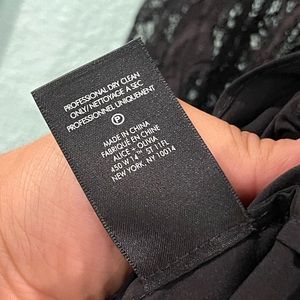 PROFESSIONAL DRY CLEAN
ONLY/NETTOYAGE A SEC
PROFESSIONNEL UNIQUEMENT
P
MADE IN CHINA
FABRIQUE EN CHINE
ALICE + OLIVIA
450 W 14TH ST 11FL
NEW YORK, NY 10014